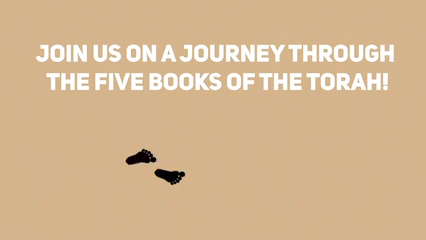 JOIN US ON A JOURNEY THROUGH
THE FIVE BOOKS OF THE TORAH!